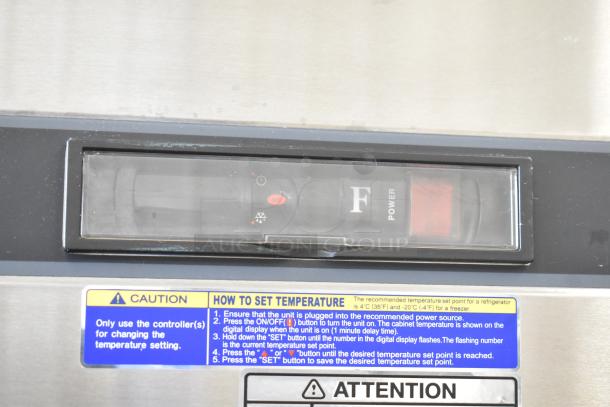 F
POWER
AUCTION GROUP
CAUTION
Only use the controller(s)
for changing the
temperature setting.
HOW TO SET TEMPERATURE
The recommended temperature set point for a refrigerator
is 4°C (38°F) and -20°C (-4°F) for a freezer.
1. Ensure that the unit is plugged into the recommended power source.
2. Press the ON/OFF( ) button to turn the unit on. The cabinet temperature is shown on the
digital display when the unit is on (1 minute delay time).
3. Hold down the "SET" button until the number in the digital display flashes.The flashing number
is the current temperature set point.
4. Press the "▲" or "▼" button until the desired temperature set point is reached.
5. Press the "SET" button to save the desired temperature set point.
ATTENTION